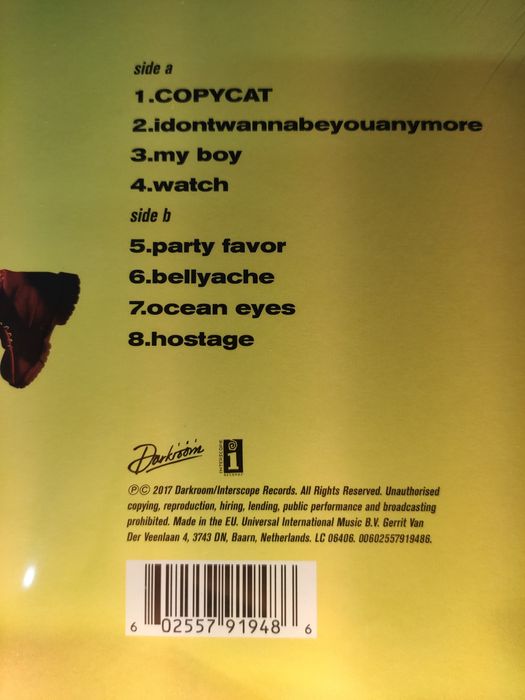 side a
1.COPYCAT
2.idontwannabeyouanymore
3.my boy
4.watch
side b
5.party favor
6.bellyache
7.ocean eyes
8.hostage
Darkroom
INTERSCOPE
i
RECORDS
℗© 2017 Darkroom/Interscope Records. All Rights Reserved. Unauthorised
copying, reproduction, hiring, lending, public performance and broadcasting
prohibited. Made in the EU. Universal International Music B.V. Gerrit Van
Der Veenlaan 4, 3743 DN, Baarn, Netherlands. LC 06406. 00602557919486.
6 02557 91948 6